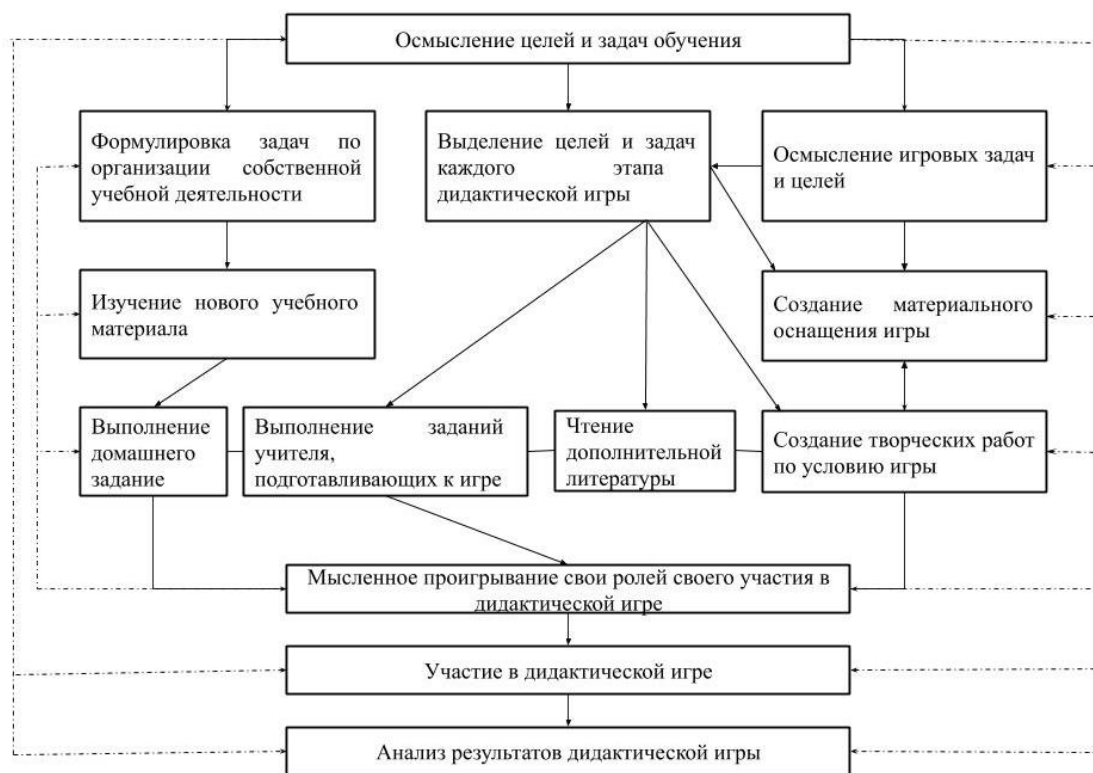 Осмысление целей и задач обучения
Формулировка задач по
организации собственной
учебной деятельности
Выделение целей и задач
каждого этапа
дидактической игры
Осмысление игровых задач
и целей
Изучение нового учебного
материала
Создание материального
оснащения игры
Выполнение
домашнего
задание
Выполнение заданий
учителя,
подготавливающих к игре
Чтение
дополнительной
литературы
Создание творческих работ
по условию игры
Мысленное проигрывание свои ролей своего участия в
дидактической игре
Участие в дидактической игре
Анализ результатов дидактической игры